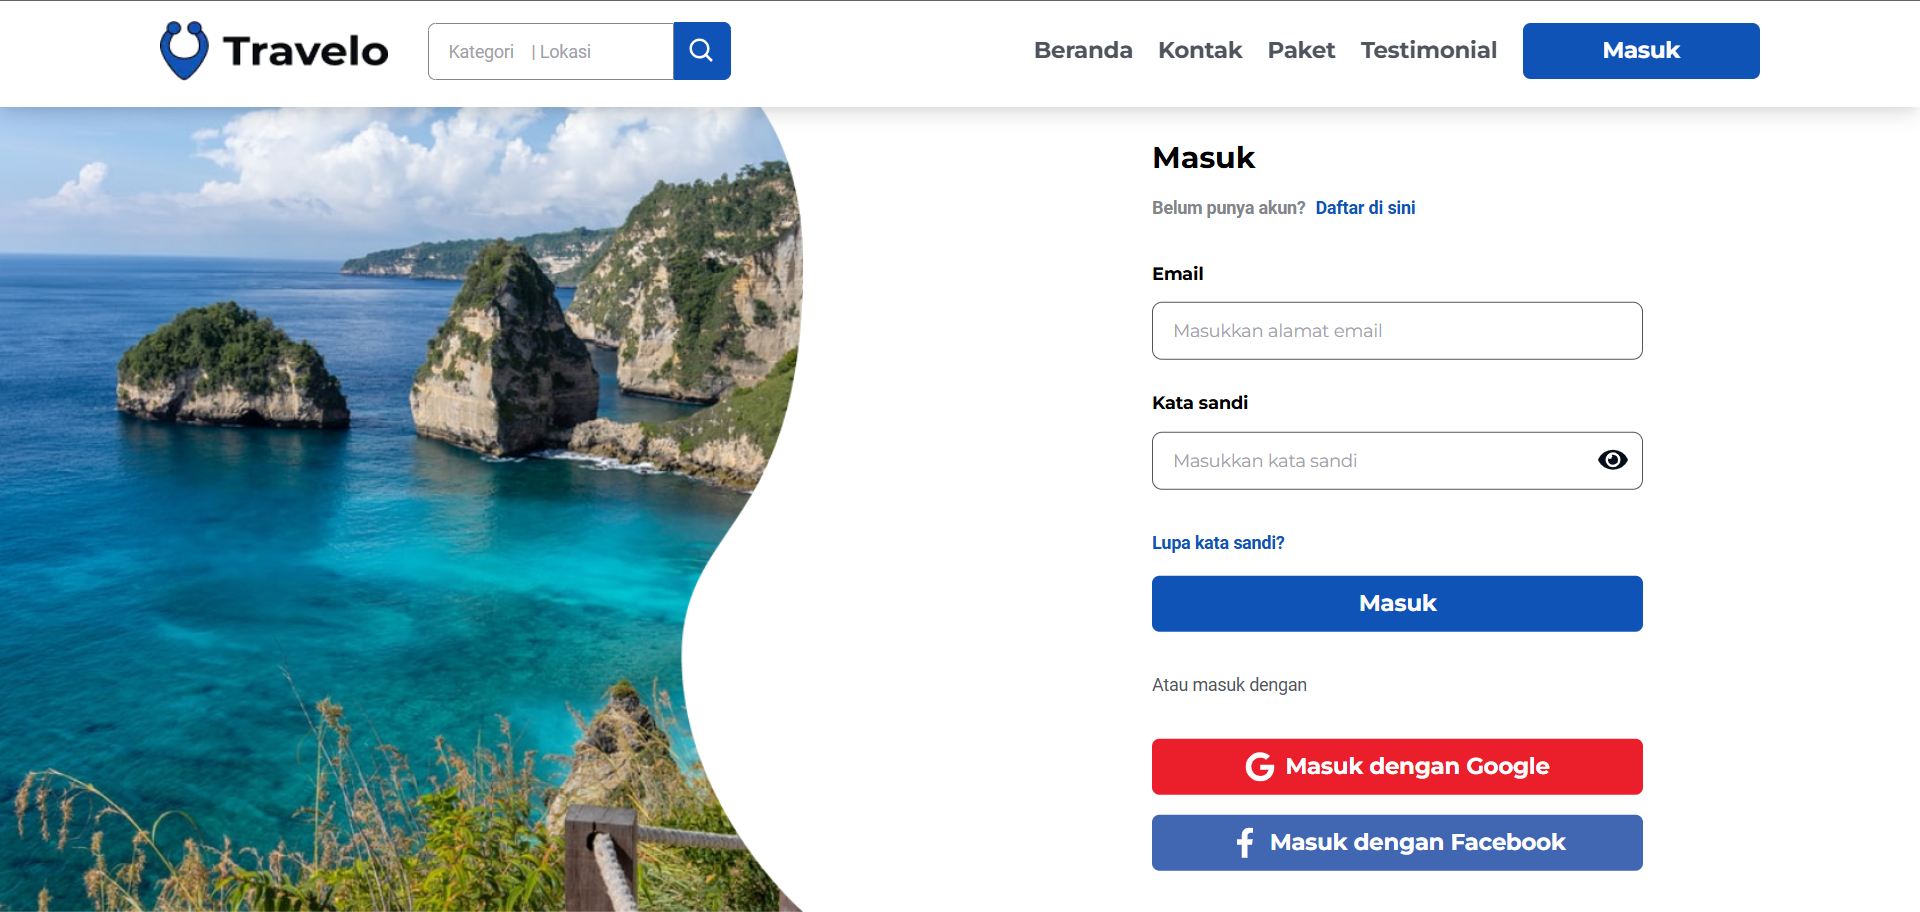 Travelo
Kategori | Lokasi
Beranda Kontak Paket Testimonial Masuk
Masuk
Belum punya akun? Daftar di sini
Email
Masukkan alamat email
Kata sandi
Masukkan kata sandi
Lupa kata sandi?
Masuk
Atau masuk dengan
Masuk dengan Google
Masuk dengan Facebook